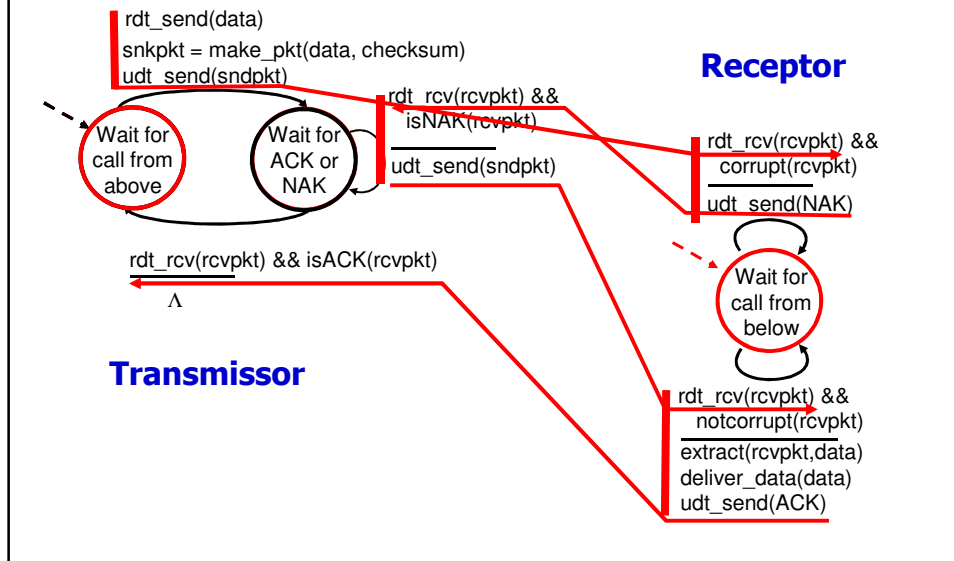 rdt_send(data)
snkpkt = make_pkt(data, checksum)
udt_send(sndpkt)
Wait for
call from
above
Wait for
ACK or
NAK
rdt_rcv(rcvpkt) &&
isNAK(rcvpkt)
udt_send(sndpkt)
rdt_rcv(rcvpkt) && isACK(rcvpkt)
Λ
Transmissor
Receptor
rdt_rcv(rcvpkt) &&
corrupt(rcvpkt)
udt_send(NAK)
Wait for
call from
below
rdt_rcv(rcvpkt) &&
notcorrupt(rcvpkt)
extract(rcvpkt,data)
deliver_data(data)
udt_send(ACK)